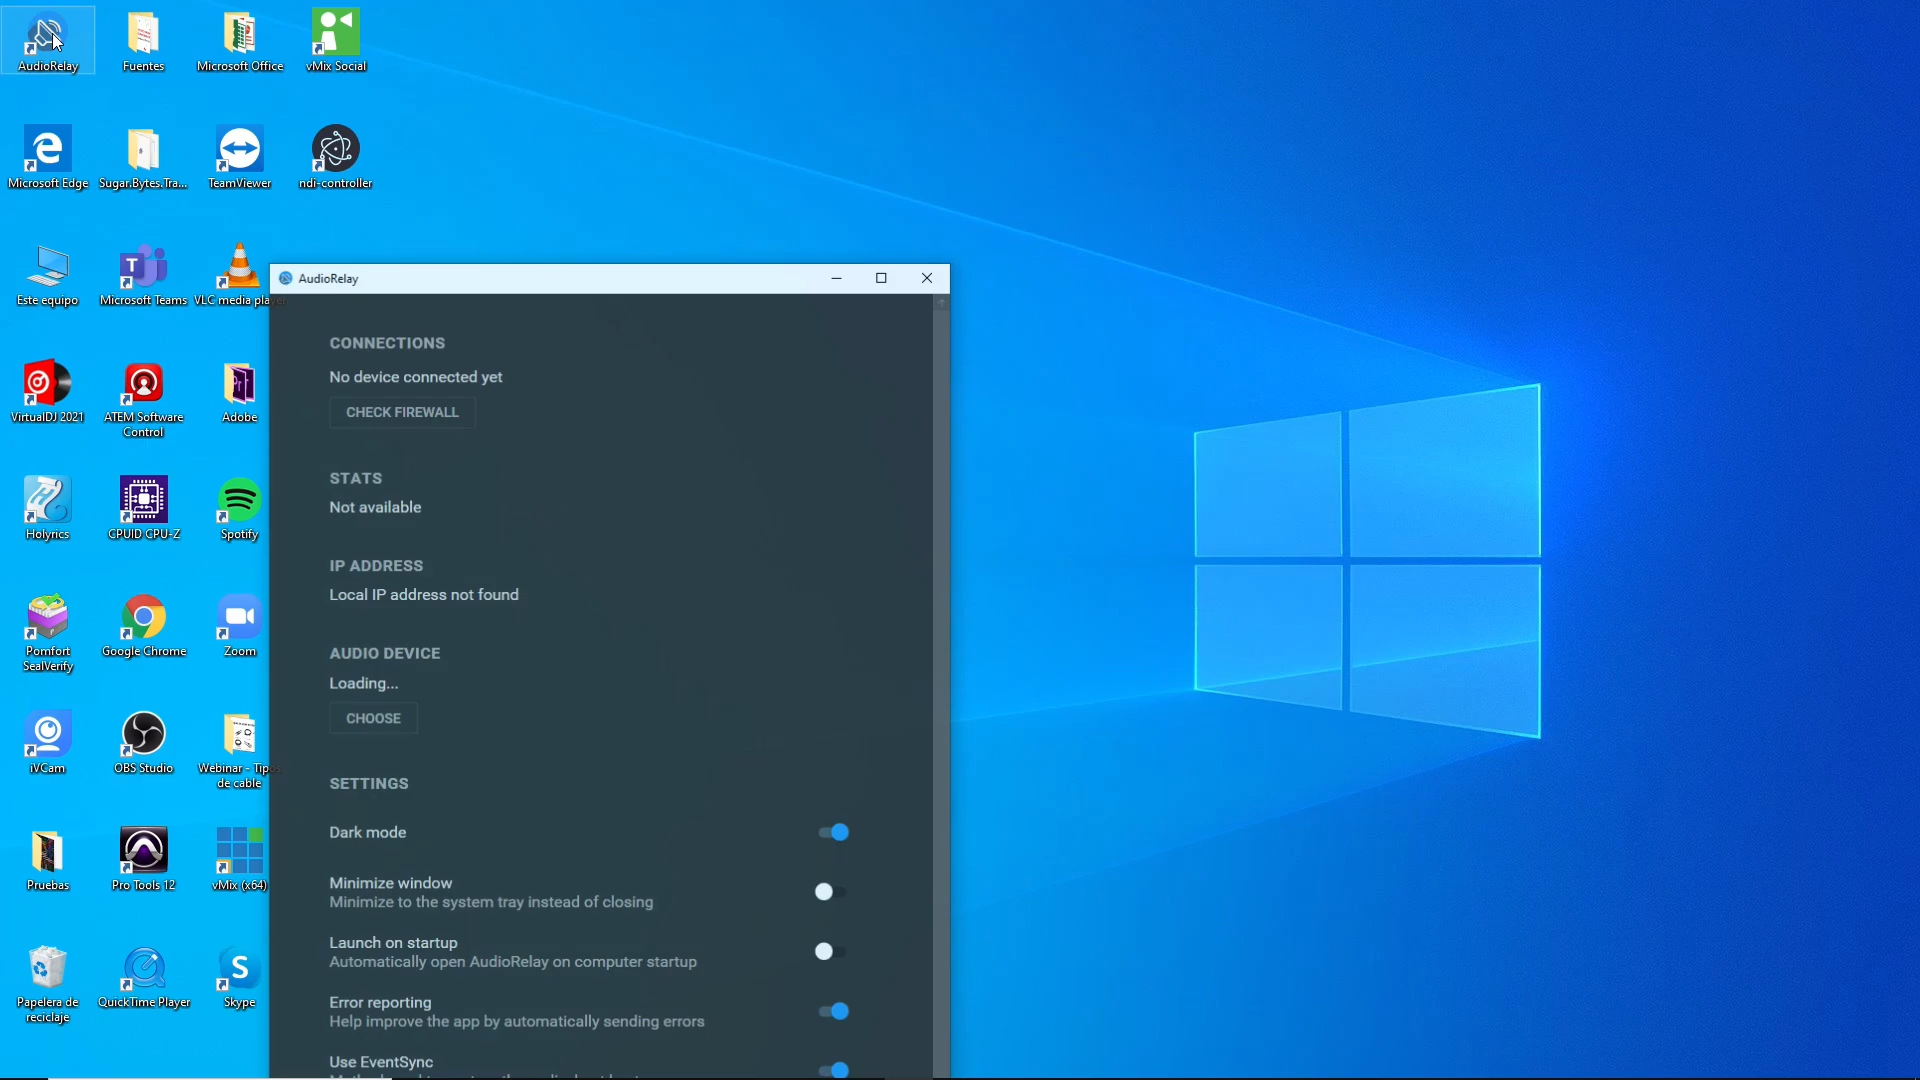 AudioRelay
Fuentes
Microsoft Office
vMix Social
Microsoft Edge
Sugar.Bytes.Tra...
TeamViewer
ndi-controller
Este equipo
Microsoft Teams
VLC media player
VirtualDJ 2021
ATEM Software
Control
Adobe
Holyrics
CPUID CPU-Z
Spotify
Pomfort
SealVerify
Google Chrome
Zoom
iVCam
OBS Studio
Webinar - Tipos
de cable
Pruebas
Pro Tools 12
vMix (x64)
Papelera de
reciclaje
QuickTime Player
Skype
AudioRelay
CONNECTIONS
No device connected yet
CHECK FIREWALL
STATS
Not available
IP ADDRESS
Local IP address not found
AUDIO DEVICE
Loading...
CHOOSE
SETTINGS
Dark mode
Minimize window
Minimize to the system tray instead of closing
Launch on startup
Automatically open AudioRelay on computer startup
Error reporting
Help improve the app by automatically sending errors
Use EventSync